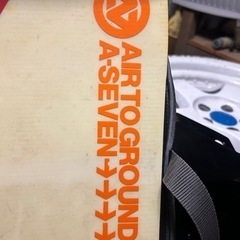 AIR TO GROUND
A-SEVEN→→→→